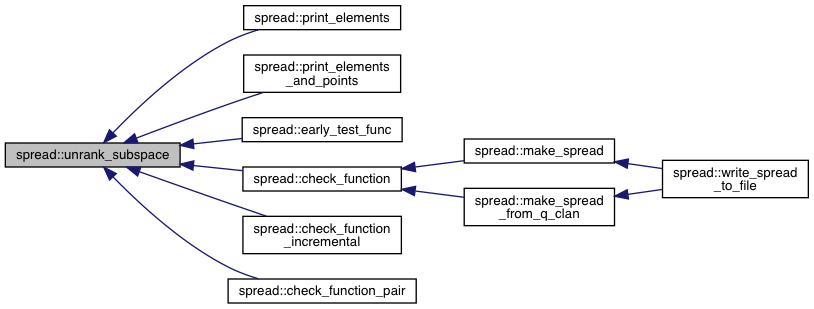 spread::print_elements
spread::print_elements
_and_points
spread::early_test_func
spread::unrank_subspace
spread::check_function
spread::make_spread
spread::write_spread
_to_file
spread::make_spread
_from_q_clan
spread::check_function
_incremental
spread::check_function_pair